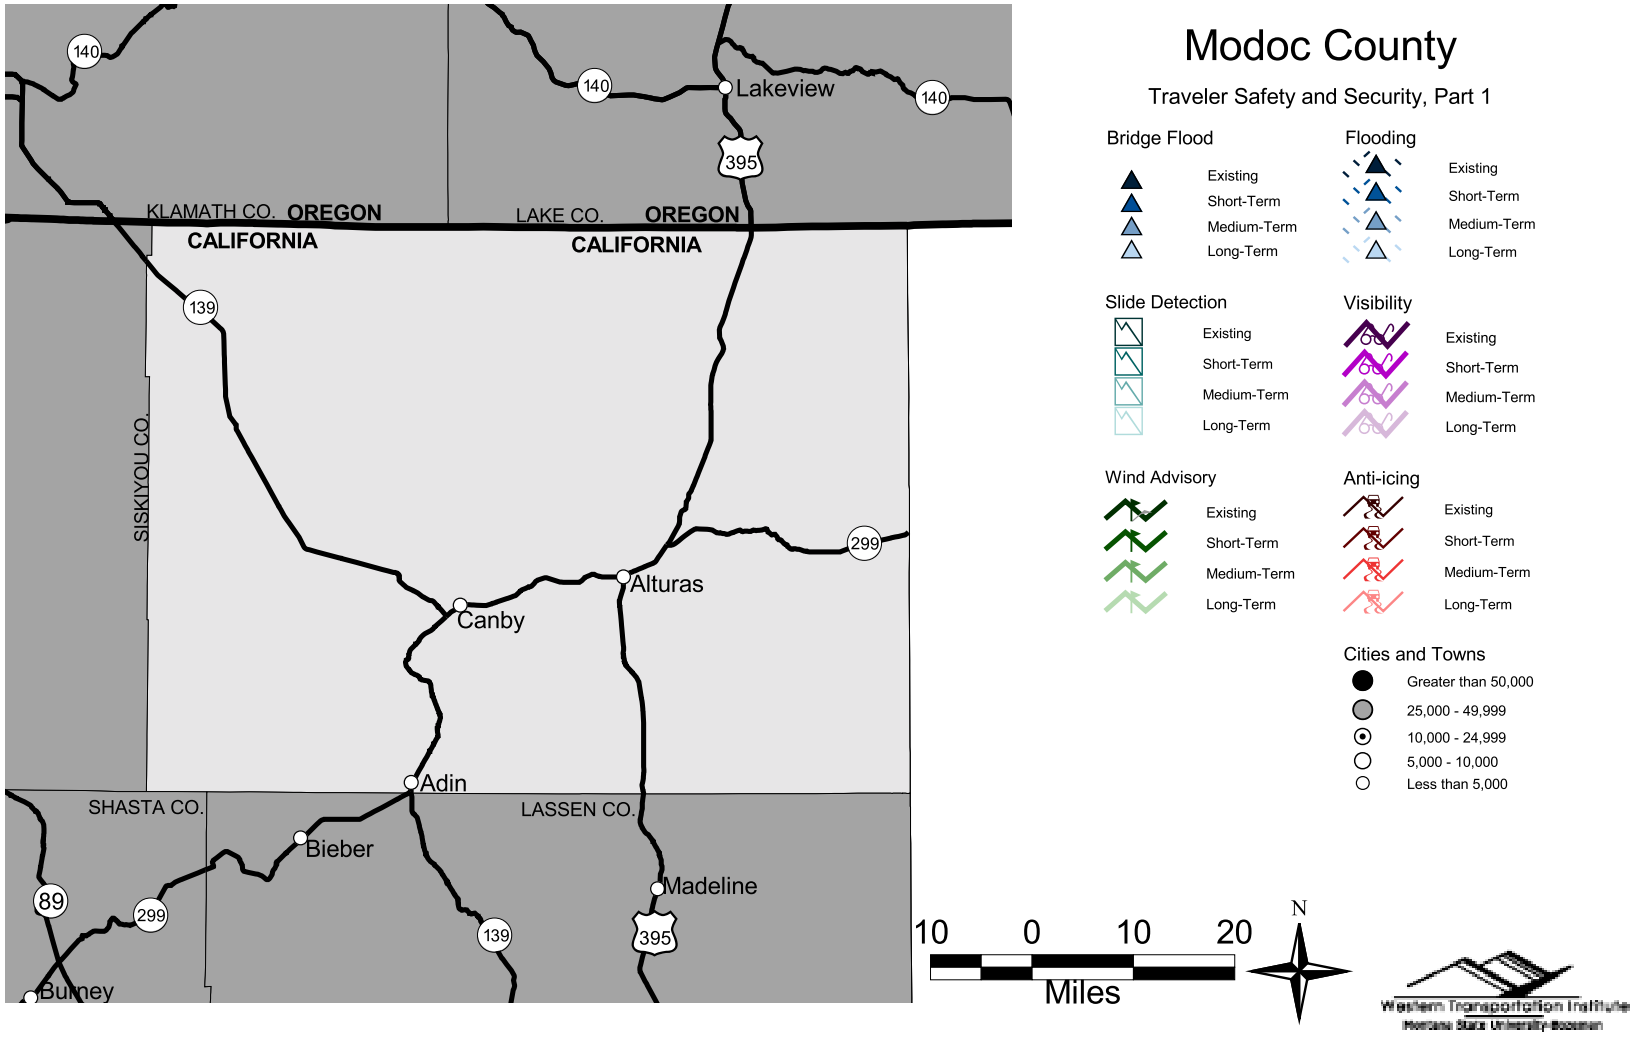 Modoc County
Traveler Safety and Security, Part 1
140
140
Lakeview
140
395
KLAMATH CO. OREGON
LAKE CO. OREGON
CALIFORNIA
CALIFORNIA
139
SISKIYOU CO.
299
Alturas
Canby
Adin
SHASTA CO.
LASSEN CO.
Bieber
Madeline
89
299
139
395
Burney
Bridge Flood
Existing
Short-Term
Medium-Term
Long-Term
Flooding
Existing
Short-Term
Medium-Term
Long-Term
Slide Detection
Existing
Short-Term
Medium-Term
Long-Term
Visibility
Existing
Short-Term
Medium-Term
Long-Term
Wind Advisory
Existing
Short-Term
Medium-Term
Long-Term
Anti-icing
Existing
Short-Term
Medium-Term
Long-Term
Cities and Towns
Greater than 50,000
25,000 - 49,999
10,000 - 24,999
5,000 - 10,000
Less than 5,000
10 0 10 20
Miles
N
Western Transportation Institute
Montana State University-Bozeman